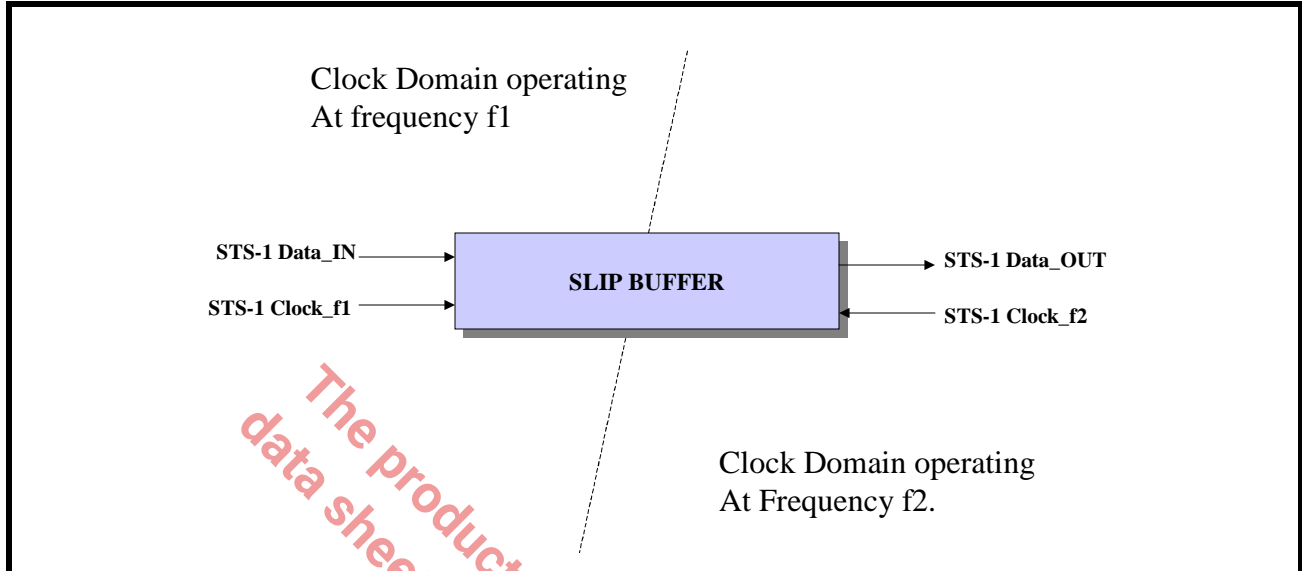 Clock Domain operating
At frequency f1
STS-1 Data_IN
STS-1 Clock_f1
SLIP BUFFER
STS-1 Data_OUT
STS-1 Clock_f2
The product
data shee
Clock Domain operating
At Frequency f2.